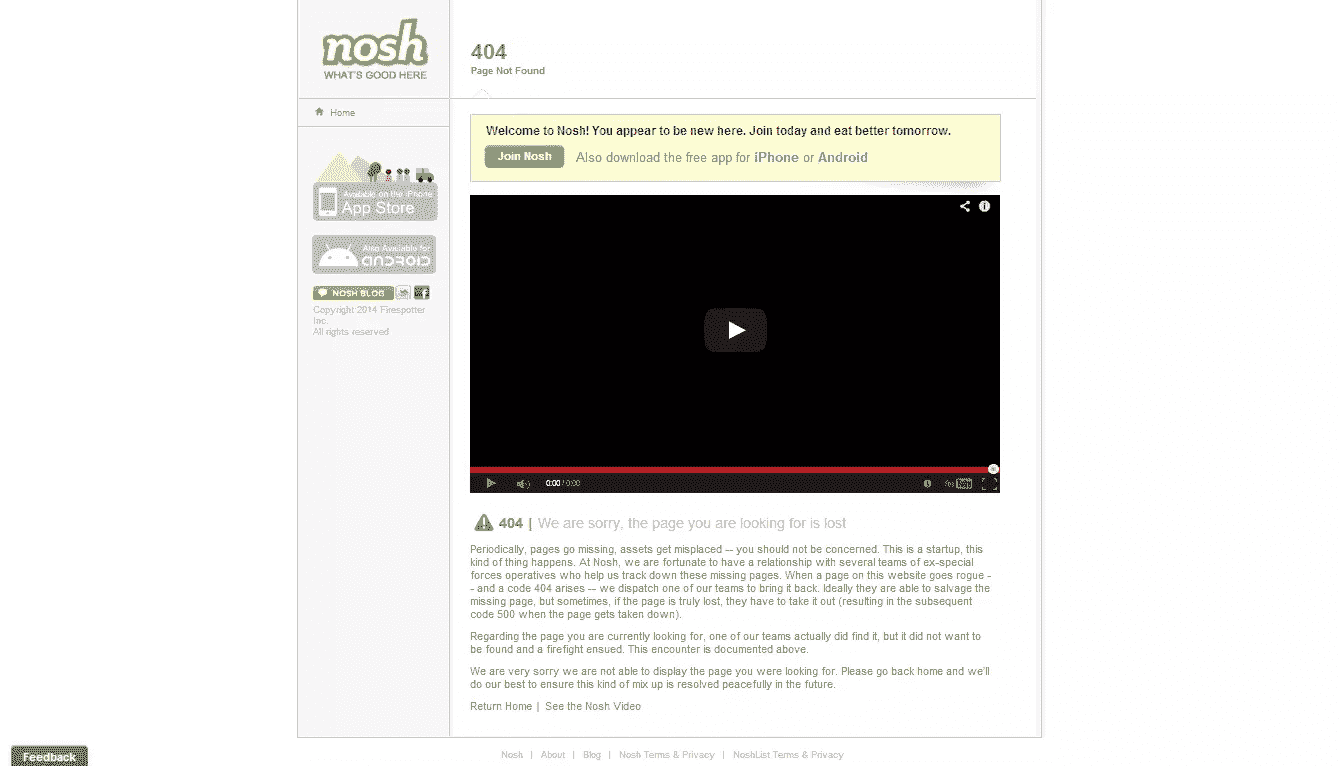 nosh
WHAT'S GOOD HERE
404
Page Not Found
Home
Welcome to Nosh! You appear to be new here. Join today and eat better tomorrow.
Join Nosh
Also download the free app for iPhone or Android
Available on the iPhone
App Store
Also Available for
ANDROID
NOSH BLOG
Copyright 2014 Firespotter
Inc.
All rights reserved
0:00 / 0:00
404 | We are sorry, the page you are looking for is lost
Periodically, pages go missing, assets get misplaced -- you should not be concerned. This is a startup, this
kind of thing happens. At Nosh, we are fortunate to have a relationship with several teams of ex-special
forces operatives who help us track down these missing pages. When a page on this website goes rogue -
- and a code 404 arises -- we dispatch one of our teams to bring it back. Ideally they are able to salvage the
missing page, but sometimes, if the page is truly lost, they have to take it out (resulting in the subsequent
code 500 when the page gets taken down).
Regarding the page you are currently looking for, one of our teams actually did find it, but it did not want to
be found and a firefight ensued. This encounter is documented above.
We are very sorry we are not able to display the page you were looking for. Please go back home and we'll
do our best to ensure this kind of mix up is resolved peacefully in the future.
Return Home | See the Nosh Video
Feedback
Nosh | About | Blog | Nosh Terms & Privacy | NoshList Terms & Privacy